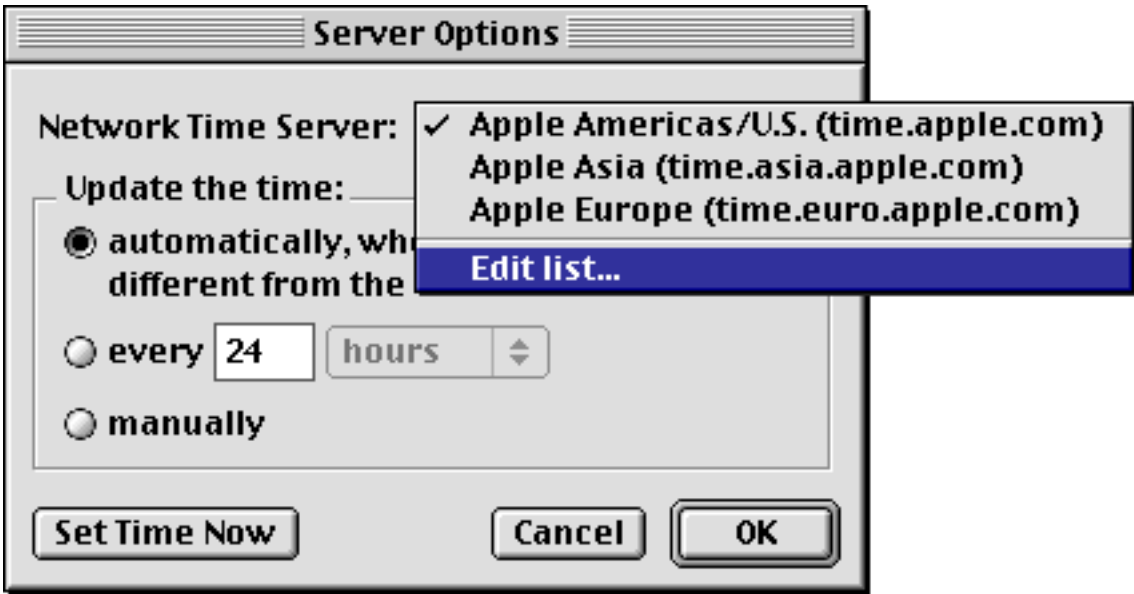 Server Options
Network Time Server:
✓ Apple Americas/U.S. (time.apple.com)
Apple Asia (time.asia.apple.com)
Apple Europe (time.euro.apple.com)
Edit list...
Update the time:
automatically,
different from the
every 24 hours
manually
Set Time Now Cancel OK